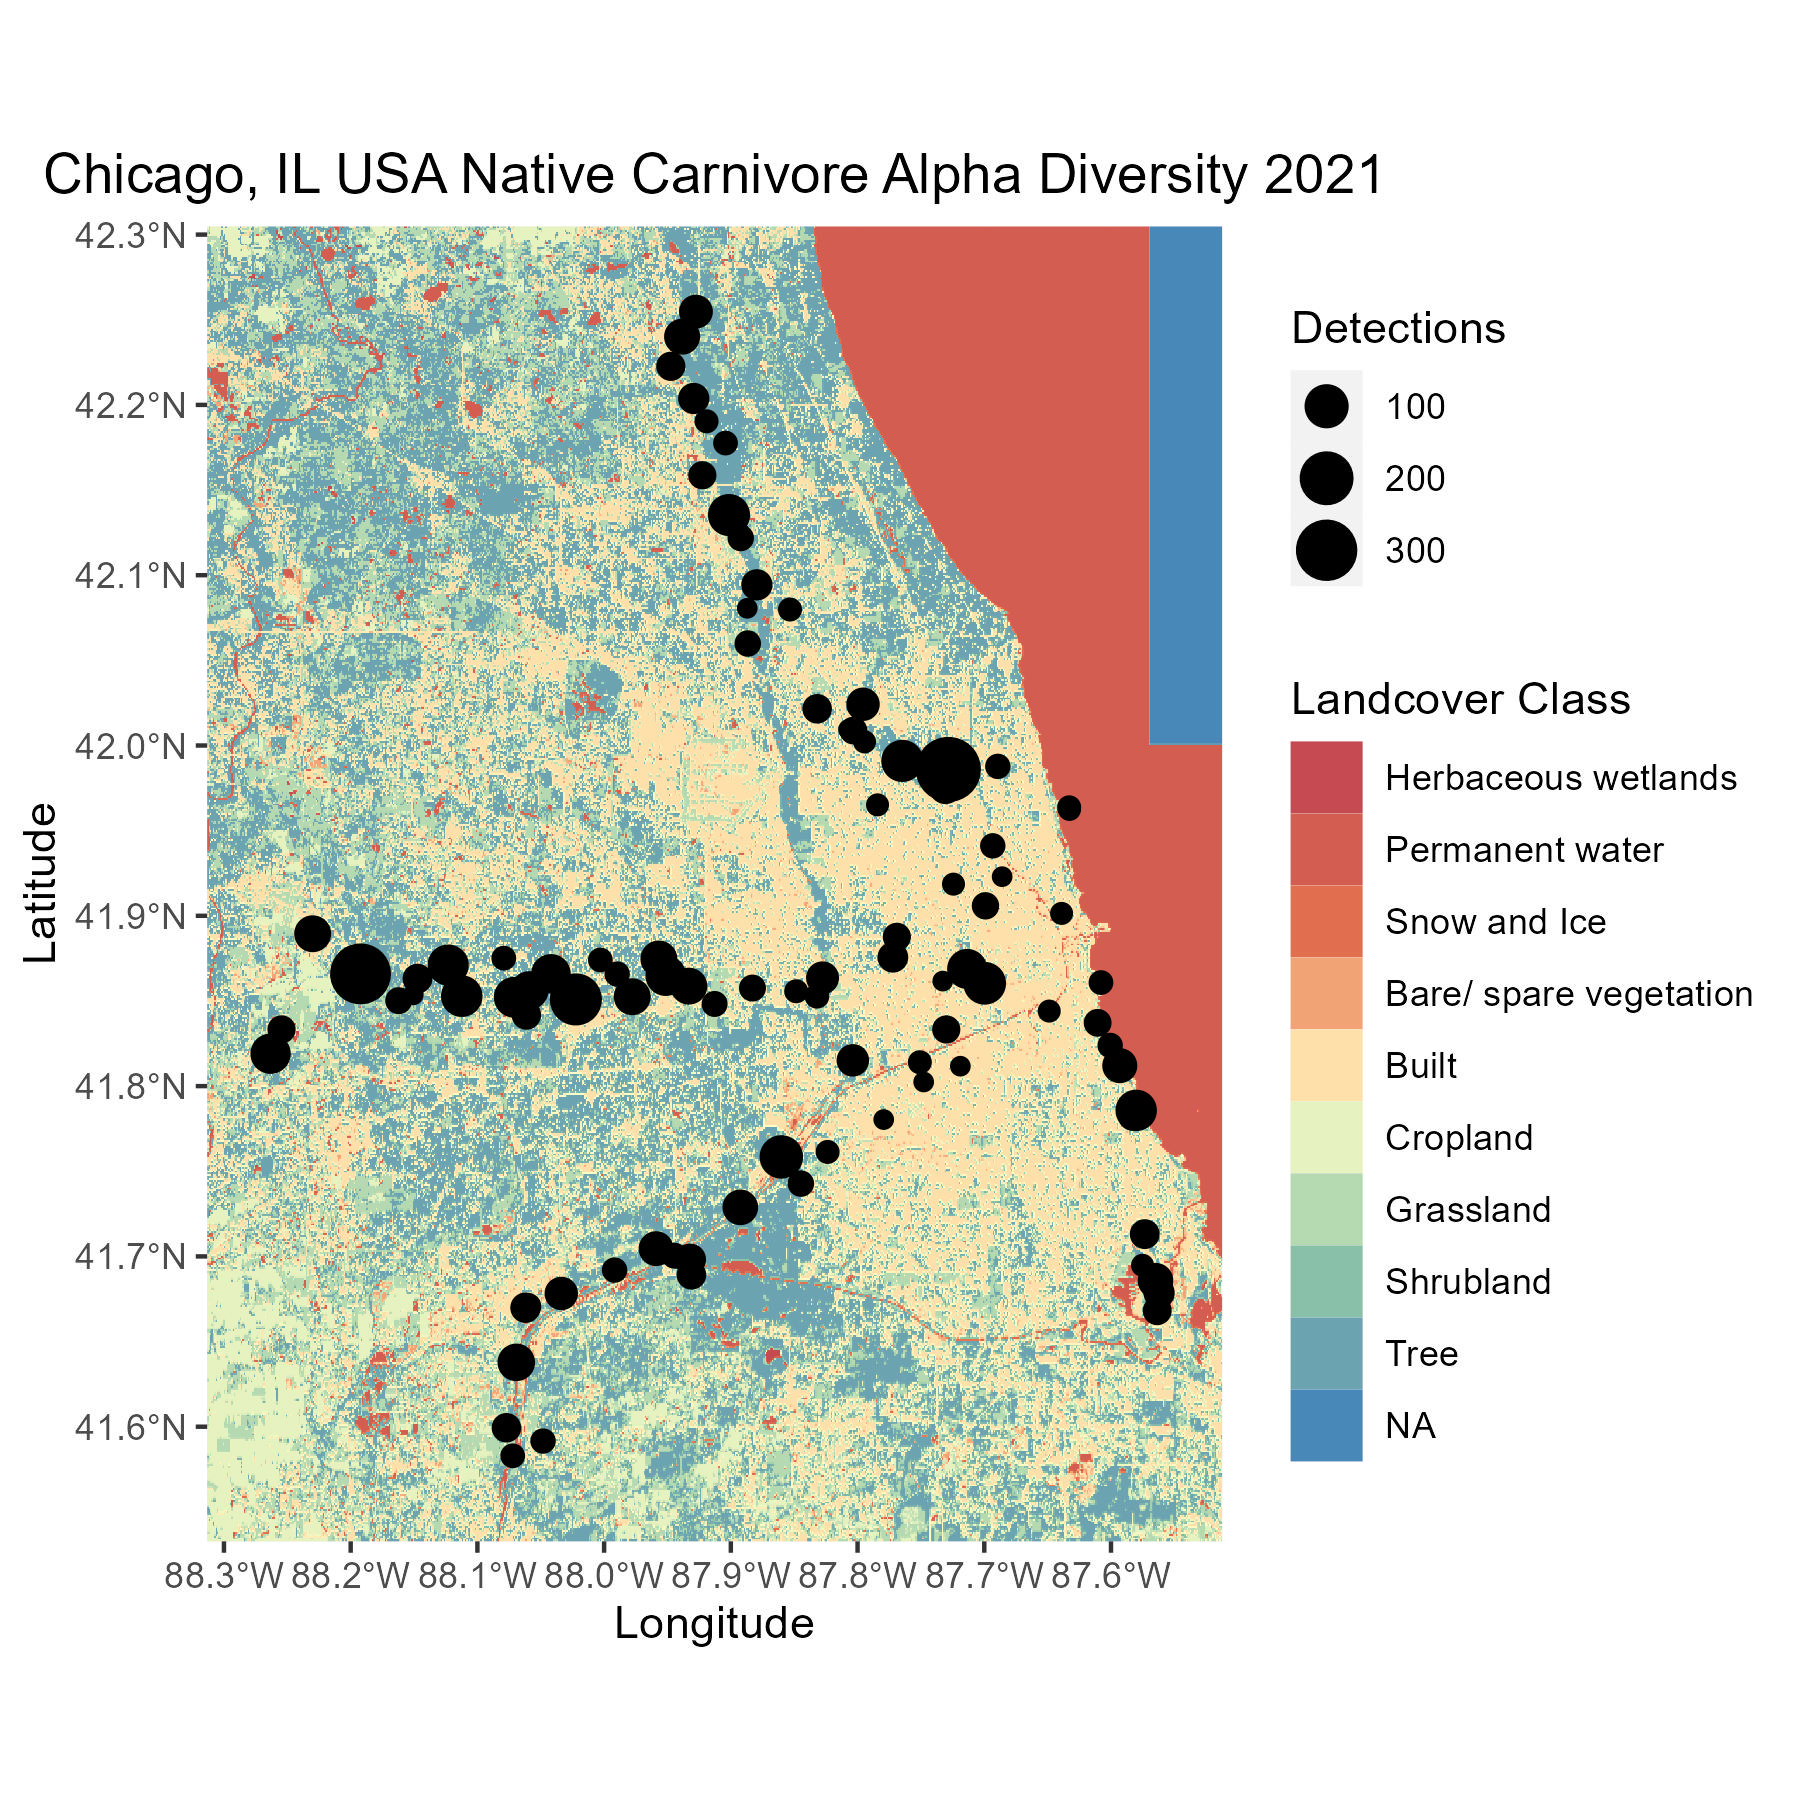 Chicago, IL USA Native Carnivore Alpha Diversity 2021
42.3°N
42.2°N
42.1°N
42.0°N
41.9°N
41.8°N
41.7°N
41.6°N
Latitude
88.3°W 88.2°W 88.1°W 88.0°W 87.9°W 87.8°W 87.7°W 87.6°W
Longitude
Detections
100
200
300
Landcover Class
Herbaceous wetlands
Permanent water
Snow and Ice
Bare/ spare vegetation
Built
Cropland
Grassland
Shrubland
Tree
NA